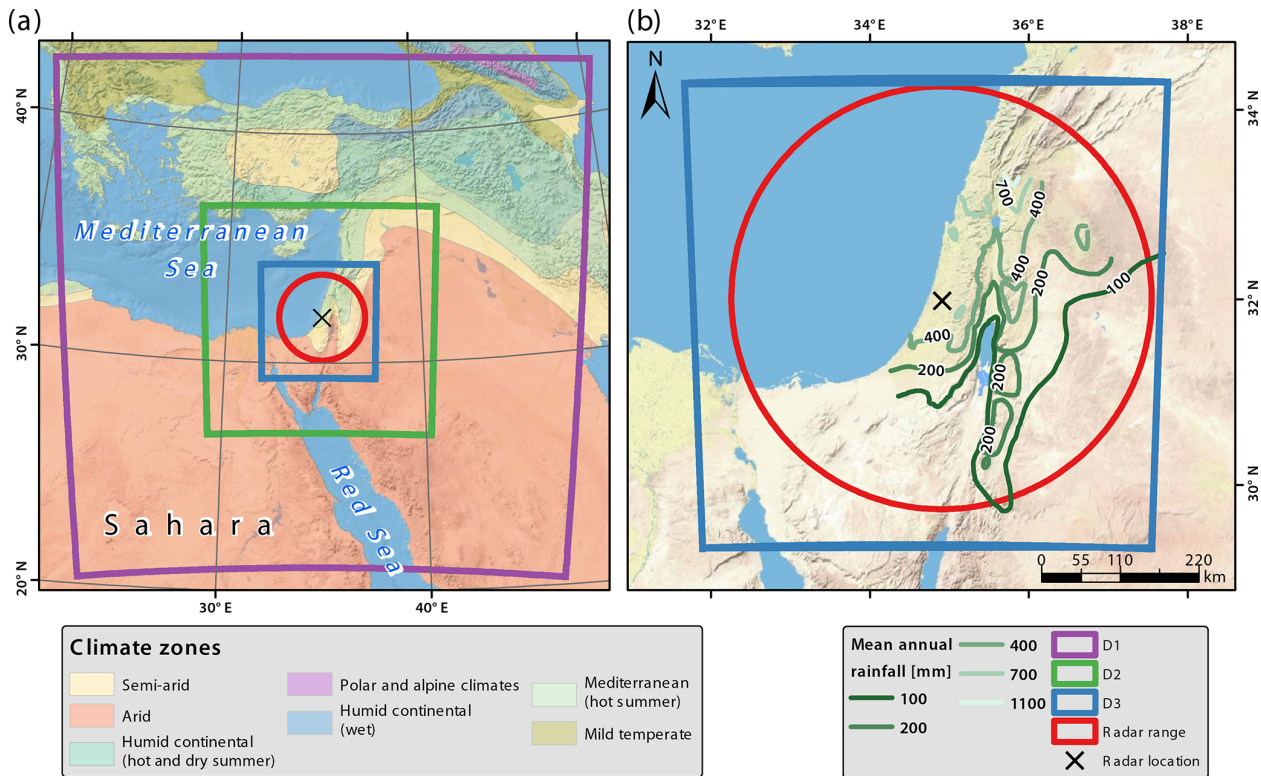 (a)
(b)
32° E
36° E
38° E
40° N
30° N
20° N
30° E
40° E
Mediterranean
Sea
Sahara
Red Sea
N
34° N
32° N
30° N
700
400
400
200
100
400
200
200
200
0 55 110 220
km
Climate zones
Semi-arid
Arid
Humid continental
(hot and dry summer)
Polar and alpine climates
Humid continental
(wet)
Mediterranean
(hot summer)
Mild temperate
Mean annual
rainfall [mm]
100
200
400
700
1100
D1
D2
D3
Radar range
Radar location